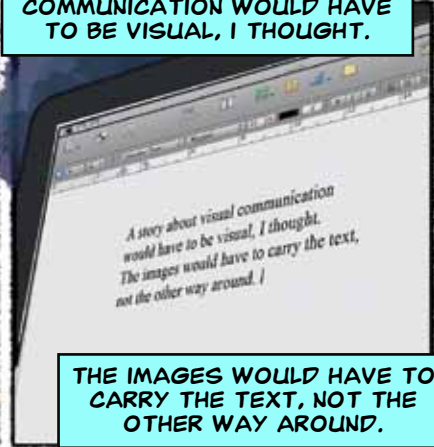 COMMUNICATION WOULD HAVE
TO BE VISUAL, I THOUGHT.
A story about visual communication
would have to be visual, I thought.
The images would have to carry the text,
not the other way around.
THE IMAGES WOULD HAVE TO
CARRY THE TEXT, NOT THE
OTHER WAY AROUND.